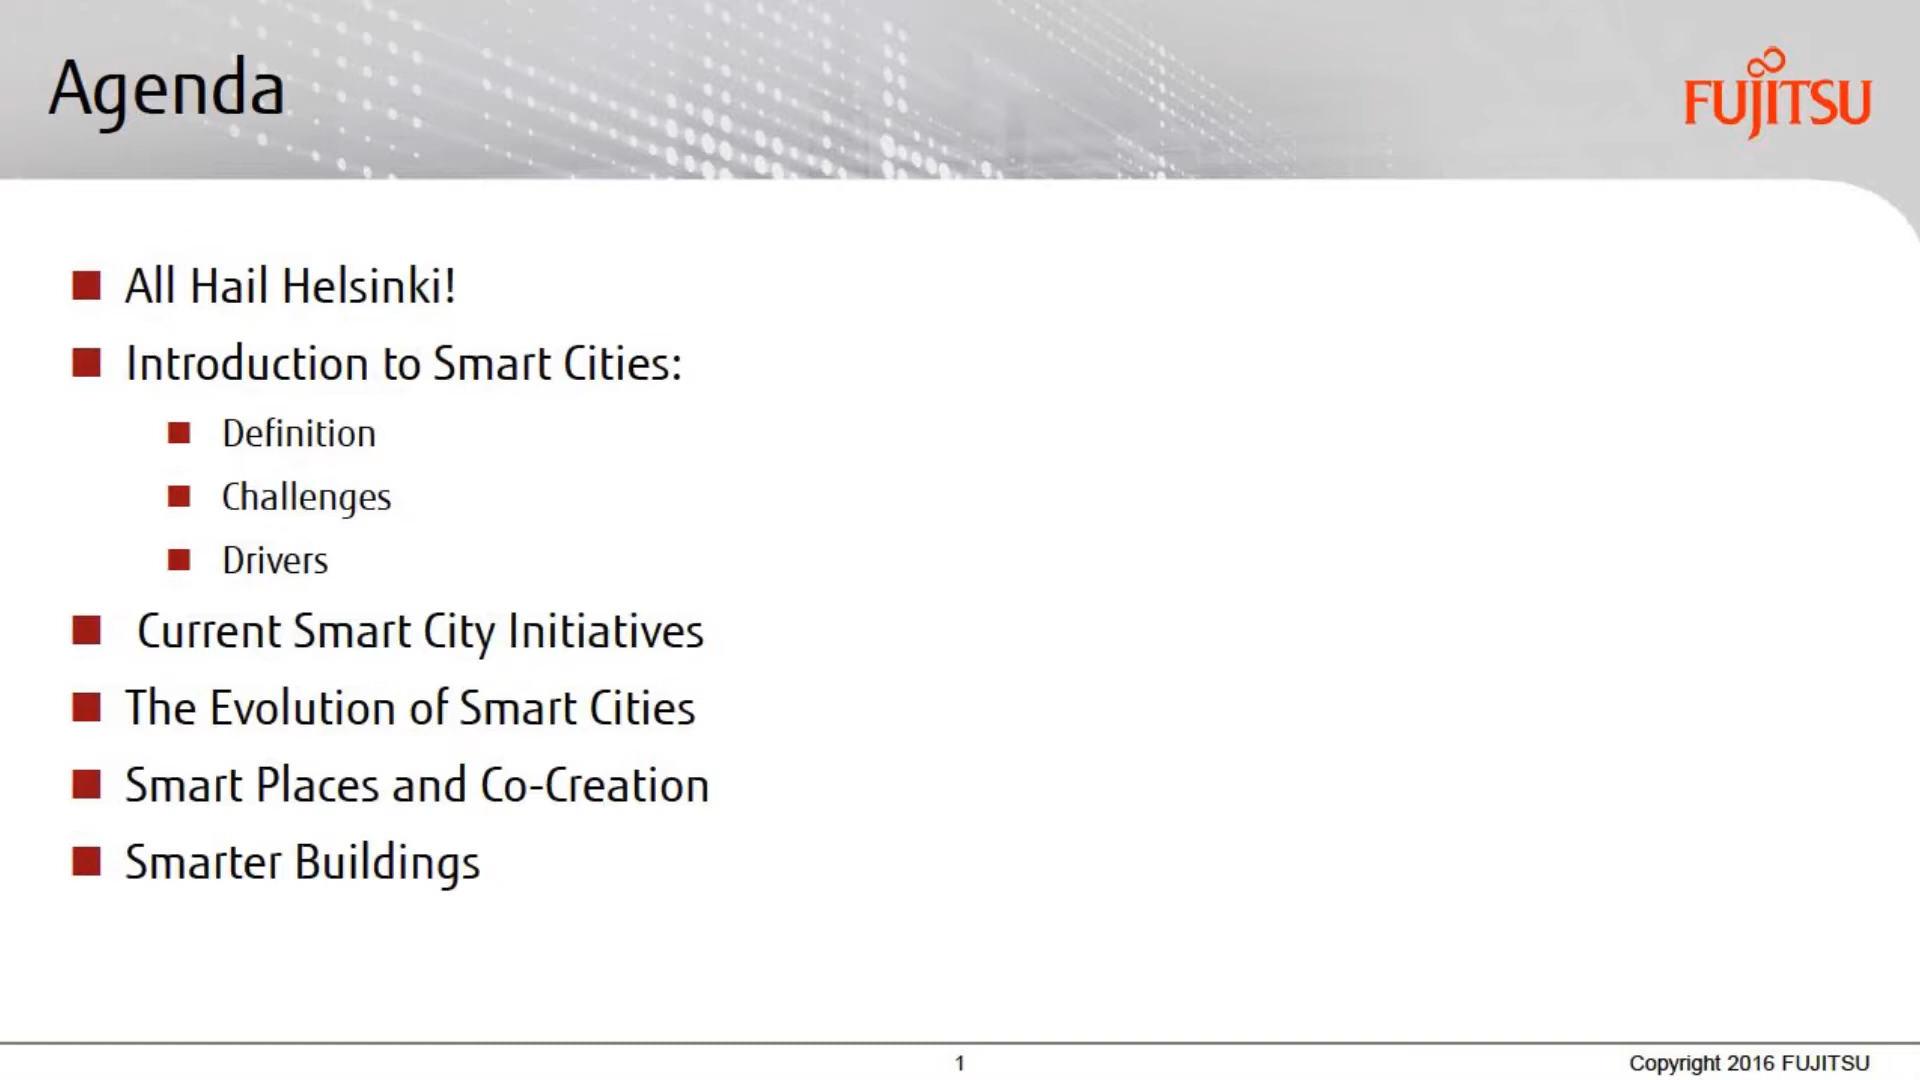 Agenda
FUJITSU
All Hail Helsinki!
Introduction to Smart Cities:
Definition
Challenges
Drivers
Current Smart City Initiatives
The Evolution of Smart Cities
Smart Places and Co-Creation
Smarter Buildings
1
Copyright 2016 FUJITSU